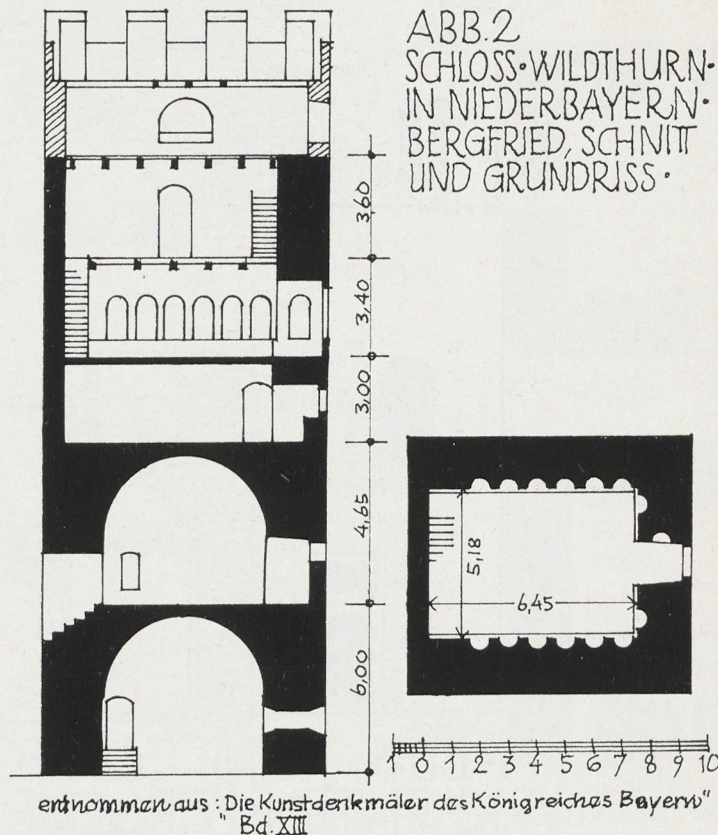 ABB.2
SCHLOSS·WILDTHURN·
IN NIEDERBAYERN·
BERGFRIED, SCHNITT
UND GRUNDRISS·
3,60
3,40
3,00
4,65
6,00
5,18
6,45
1 0 1 2 3 4 5 6 7 8 9 10
entnommen aus: „Die Kunstdenkmäler des Königreiches Bayern"
Bd. XIII